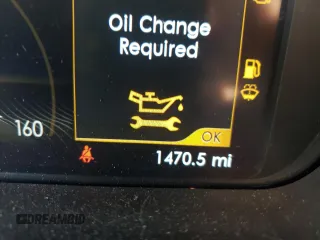 Oil Change
Required
OK
160
1470.5 mi
DREAMBID